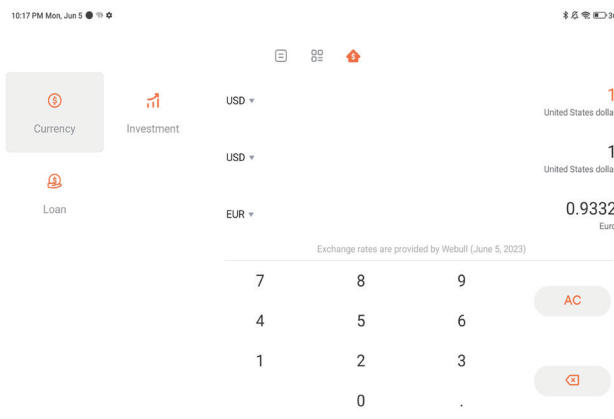 10:17 PM Mon, Jun 5
Currency
Investment
Loan
USD
1
United States dolla
USD
1
United States dolla
EUR
0.9332
Euro
Exchange rates are provided by Webull (June 5, 2023)
7 8 9
AC
4 5 6
1 2 3
0 .